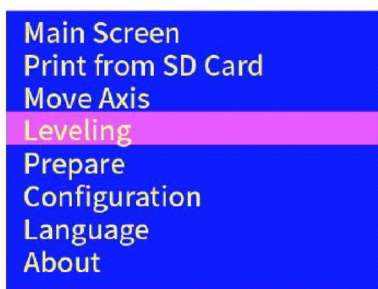 Main Screen
Print from SD Card
Move Axis
Leveling
Prepare
Configuration
Language
About